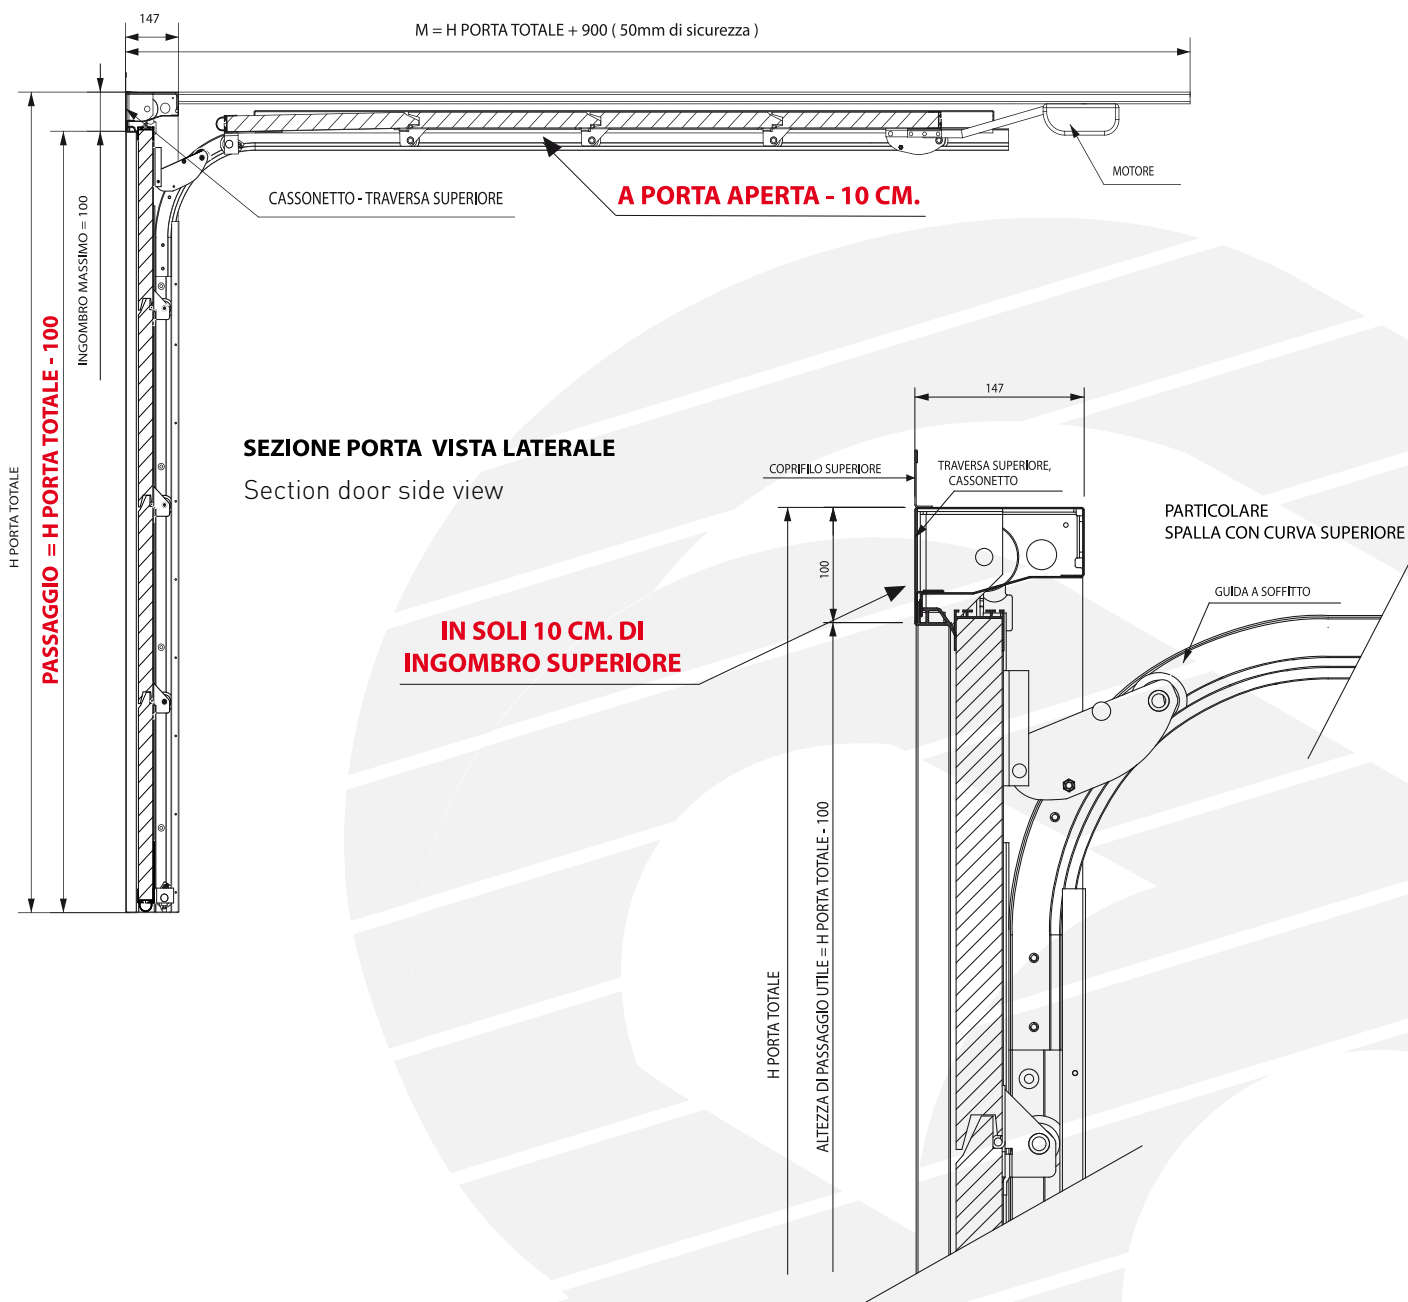 147
M = H PORTA TOTALE + 900 ( 50mm di sicurezza )
MOTORE
CASSONETTO - TRAVERSA SUPERIORE
A PORTA APERTA - 10 CM.
INGOMBRO MASSIMO = 100
PASSAGGIO = H PORTA TOTALE - 100
H PORTA TOTALE
SEZIONE PORTA VISTA LATERALE
Section door side view
147
COPRIFILO SUPERIORE
TRAVERSA SUPERIORE,
CASSONETTO
PARTICOLARE
SPALLA CON CURVA SUPERIORE
100
GUIDA A SOFFITTO
IN SOLI 10 CM. DI
INGOMBRO SUPERIORE
H PORTA TOTALE
ALTEZZA DI PASSAGGIO UTILE = H PORTA TOTALE - 100